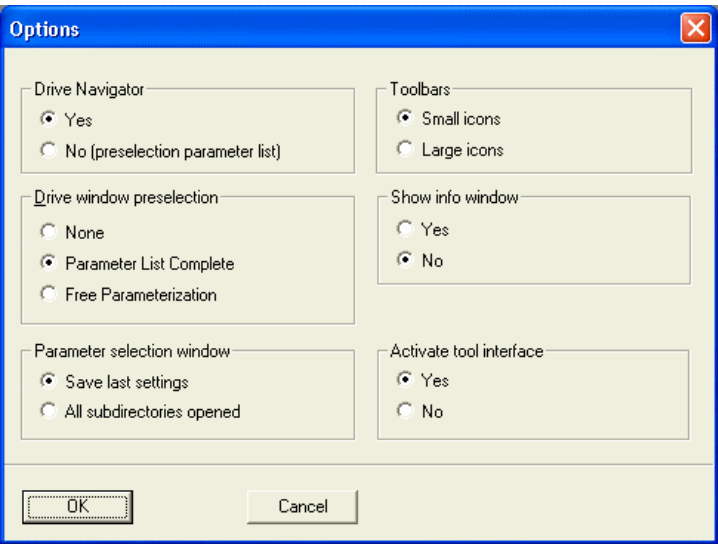 Options
Drive Navigator
Yes
No (preselection parameter list)
Toolbars
Small icons
Large icons
Drive window preselection
None
Parameter List Complete
Free Parameterization
Show info window
Yes
No
Parameter selection window
Save last settings
All subdirectories opened
Activate tool interface
Yes
No
OK
Cancel